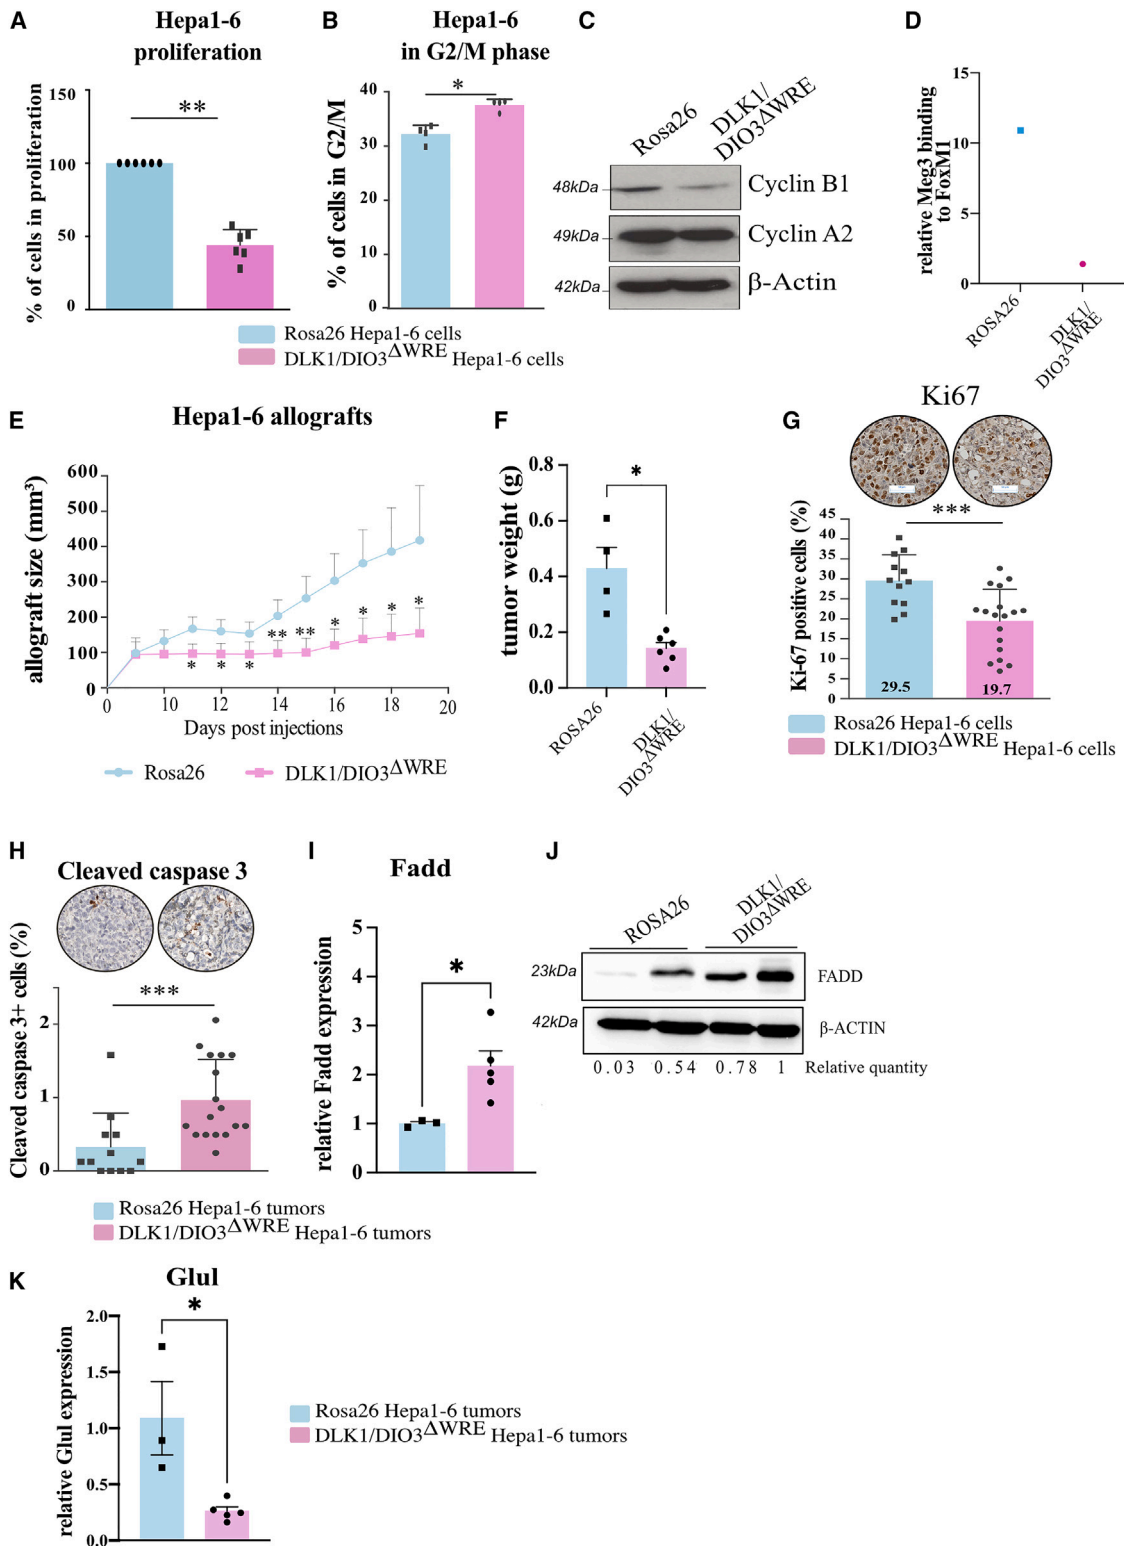 A
Hepa1-6
proliferation
% of cells in proliferation
150
100
50
0
**
B
Hepa1-6
in G2/M phase
% of cells in G2/M
40
30
20
10
0
*
Rosa26 Hepa1-6 cells
DLK1/DIO3ΔWRE Hepa1-6 cells
C
Rosa26
DLK1/
DIO3ΔWRE
48kDa
Cyclin B1
49kDa
Cyclin A2
42kDa
β-Actin
D
relative Meg3 binding
to FoxM1
15
10
5
0
ROSA26
DLK1/
DIO3ΔWRE
E
Hepa1-6 allografts
allograft size (mm³)
600
400
300
200
100
0
* * * ** ** * * * *
10 12 14 16 18 20
Days post injections
Rosa26
DLK1/DIO3ΔWRE
F
tumor weight (g)
0.8
0.6
0.4
0.2
0.0
*
ROSA26
DLK1/
DIO3ΔWRE
G
Ki67
Ki-67 positive cells (%)
45
35
30
25
20
15
10
5
0
***
29.5 19.7
Rosa26 Hepa1-6 cells
DLK1/DIO3ΔWRE Hepa1-6 cells
H
Cleaved caspase 3
Cleaved caspase 3+ cells (%)
2
1
0
***
Rosa26 Hepa1-6 tumors
DLK1/DIO3ΔWRE Hepa1-6 tumors
I
Fadd
relative Fadd expression
5
4
3
2
1
0
*
J
ROSA26
DLK1/
DIO3ΔWRE
23kDa
FADD
42kDa
β-ACTIN
0.03 0.54 0.78 1 Relative quantity
K
Glul
relative Glul expression
2.0
1.5
1.0
0.5
0.0
*
Rosa26 Hepa1-6 tumors
DLK1/DIO3ΔWRE Hepa1-6 tumors